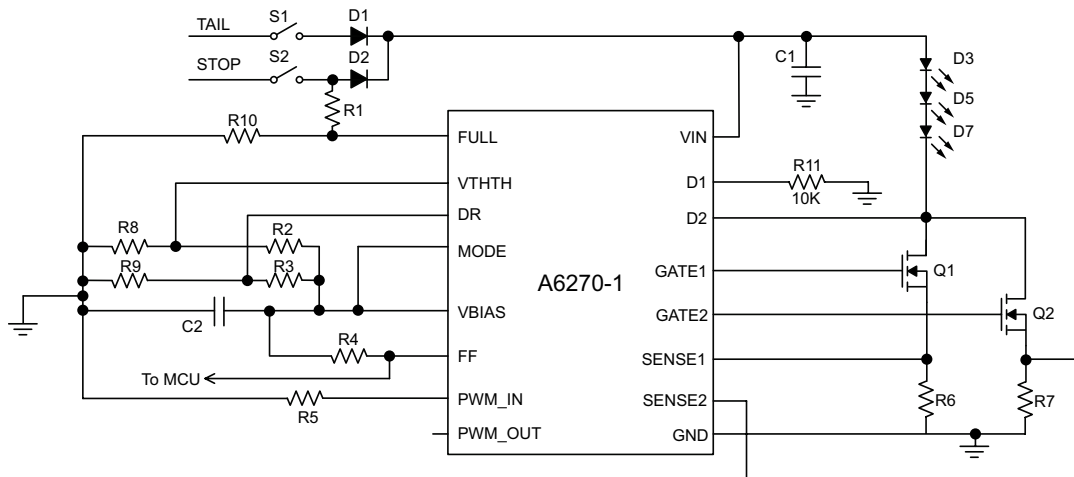 TAIL
S1
D1
STOP
S2
D2
R1
C1
D3
D5
D7
R10
FULL
VIN
VTHTH
D1
R11
10K
DR
D2
R8
R2
MODE
R9
R3
GATE1
Q1
A6270-1
C2
VBIAS
GATE2
Q2
R4
FF
SENSE1
To MCU
R5
PWM_IN
SENSE2
R6
R7
PWM_OUT
GND